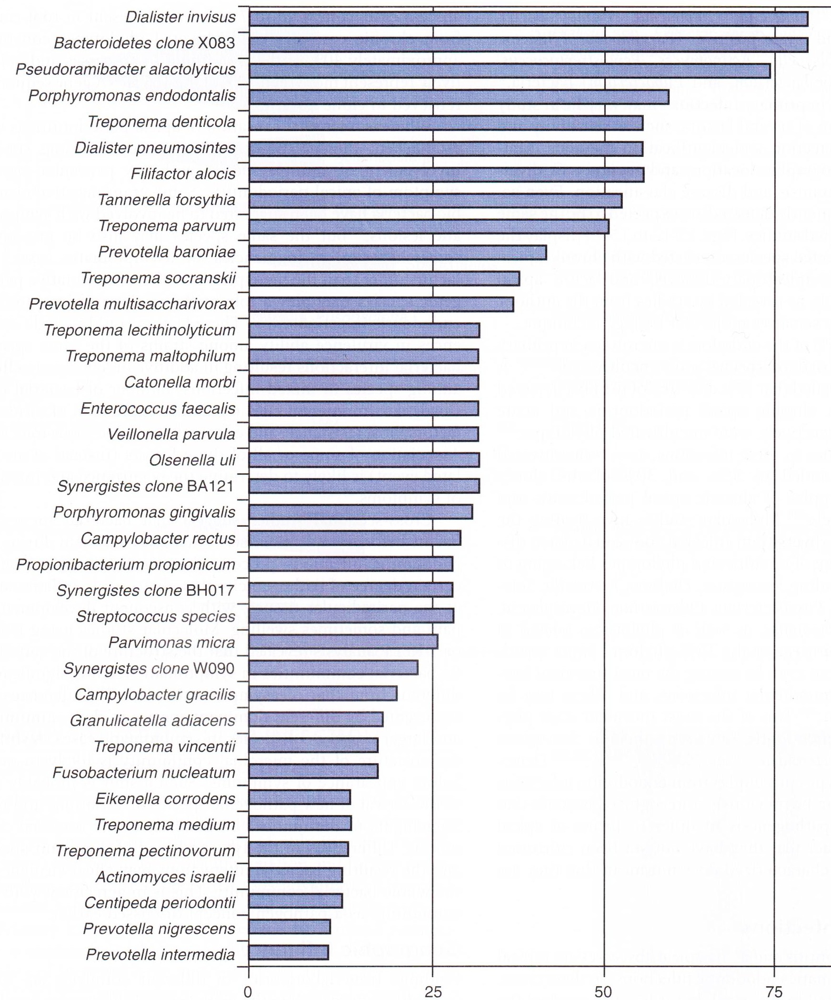 Dialister invisus
Bacteroidetes clone X083
Pseudoramibacter alactolyticus
Porphyromonas endodontalis
Treponema denticola
Dialister pneumosintes
Filifactor alocis
Tannerella forsythia
Treponema parvum
Prevotella baroniae
Treponema socranskii
Prevotella multisaccharivorax
Treponema lecithinolyticum
Treponema maltophilum
Catonella morbi
Enterococcus faecalis
Veillonella parvula
Olsenella uli
Synergistes clone BA121
Porphyromonas gingivalis
Campylobacter rectus
Propionibacterium propionicum
Synergistes clone BH017
Streptococcus species
Parvimonas micra
Synergistes clone W090
Campylobacter gracilis
Granulicatella adiacens
Treponema vincentii
Fusobacterium nucleatum
Eikenella corrodens
Treponema medium
Treponema pectinovorum
Actinomyces israelii
Centipeda periodontii
Prevotella nigrescens
Prevotella intermedia
0 25 50 75